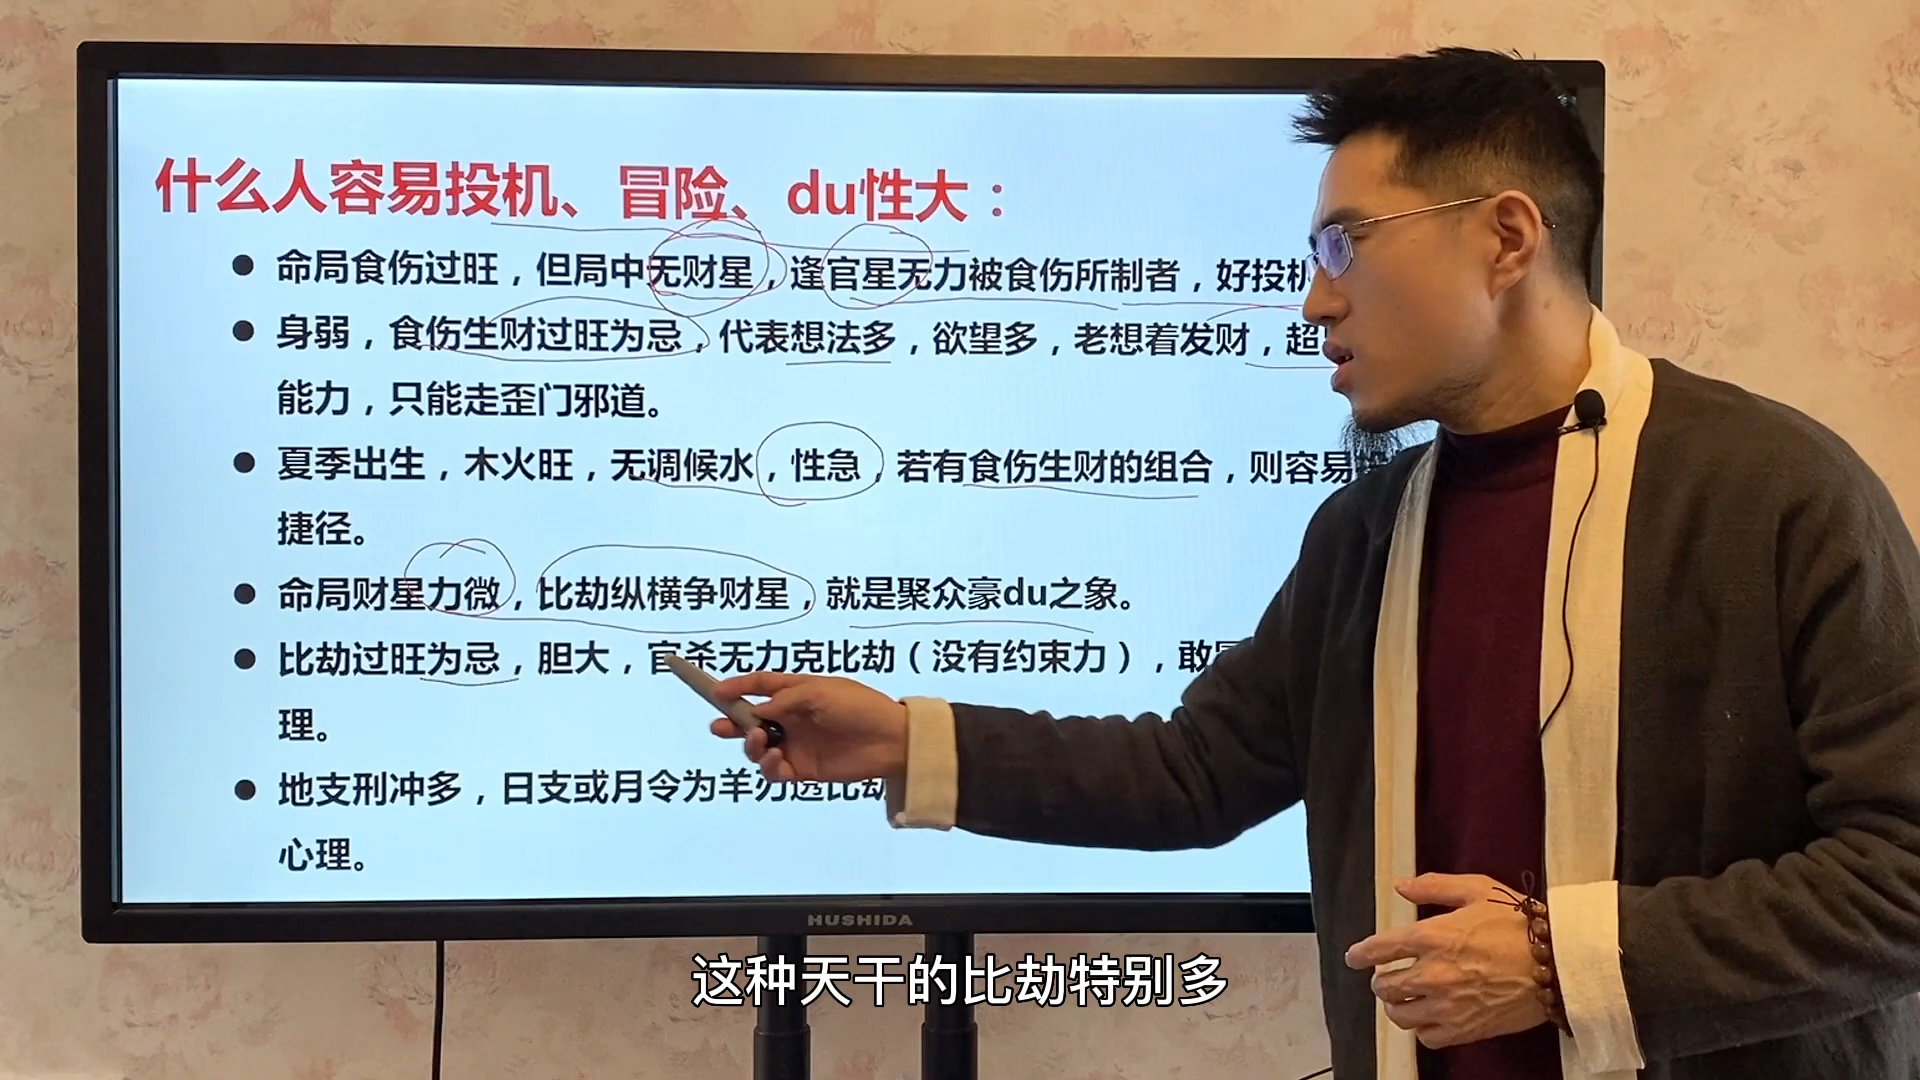 什么人容易投机、冒险、du性大：
命局食伤过旺，但局中无财星，逢官星无力被食伤所制者，好投机
身弱，食伤生财过旺为忌，代表想法多，欲望多，老想着发财，超
能力，只能走歪门邪道。
夏季出生，木火旺，无调候水，性急，若有食伤生财的组合，则容易
捷径。
命局财星力微，比劫纵横争财星，就是聚众豪du之象。
比劫过旺为忌，胆大，官杀无力克比劫（没有约束力），敢
理。
地支刑冲多，日支或月令为羊刃透比劫
心理。
HUSHIDA
这种天干的比劫特别多